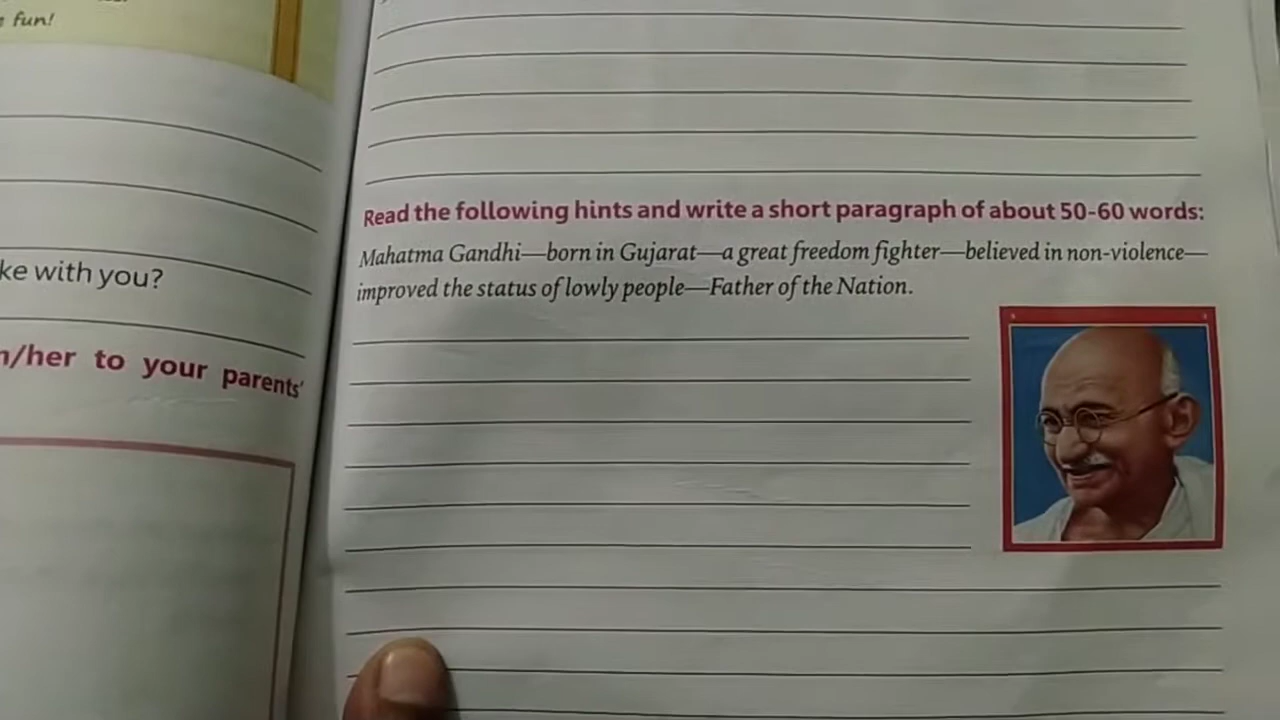 fun!
ke with you?
n/her to your parents'
Read the following hints and write a short paragraph of about 50-60 words:
Mahatma Gandhi—born in Gujarat—a great freedom fighter—believed in non-violence—
improved the status of lowly people—Father of the Nation.